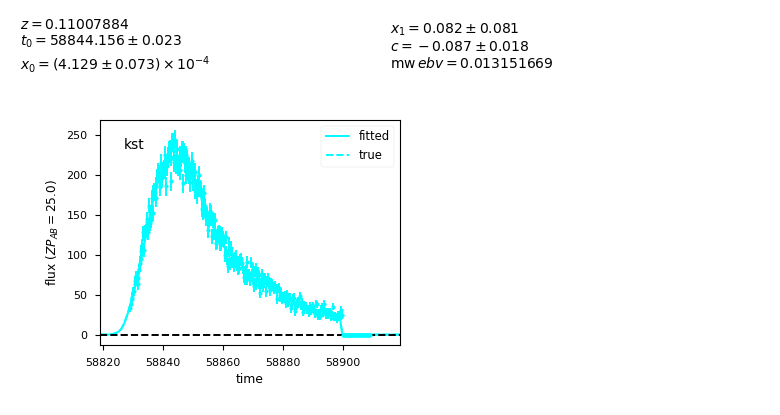 z = 0.11007884
t₀ = 58844.156 ± 0.023
x₀ = (4.129 ± 0.073) × 10⁻⁴
x₁ = 0.082 ± 0.081
c = −0.087 ± 0.018
mw ebv = 0.013151669
kst
fitted
true
flux (ZP_AB = 25.0)
250
200
150
100
50
0
58820 58840 58860 58880 58900
time